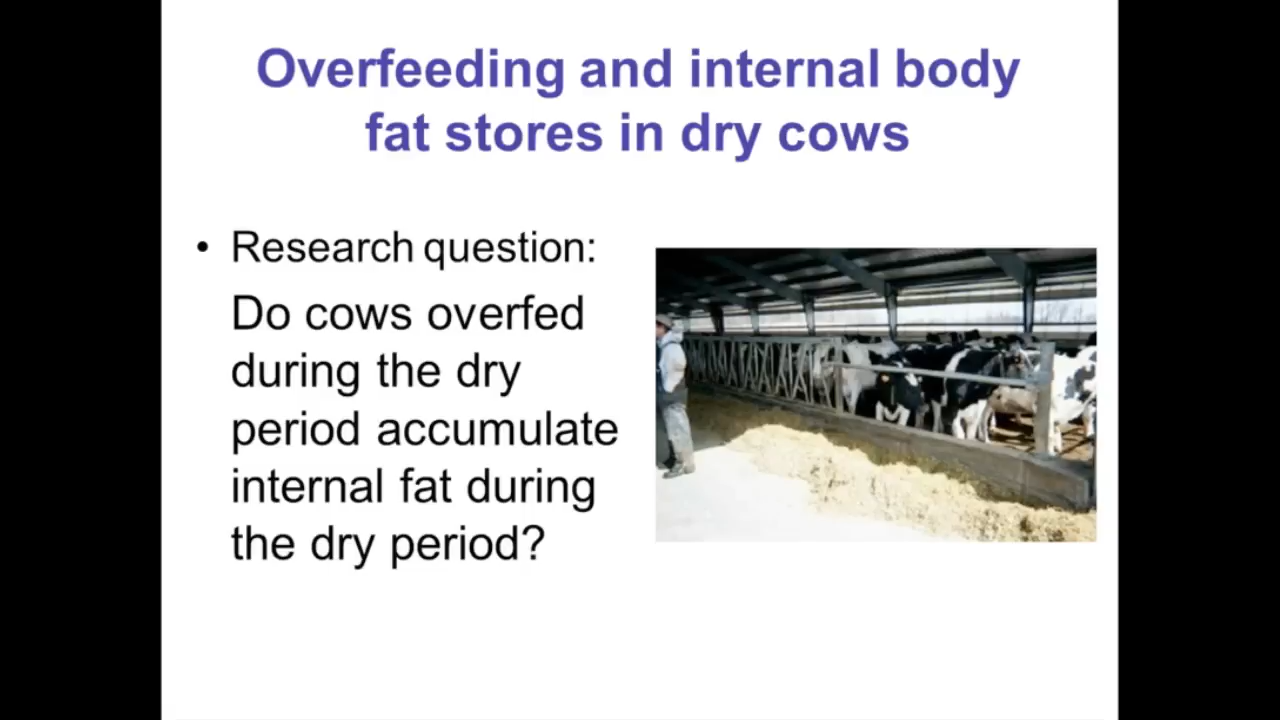 Overfeeding and internal body
fat stores in dry cows
• Research question:
Do cows overfed
during the dry
period accumulate
internal fat during
the dry period?